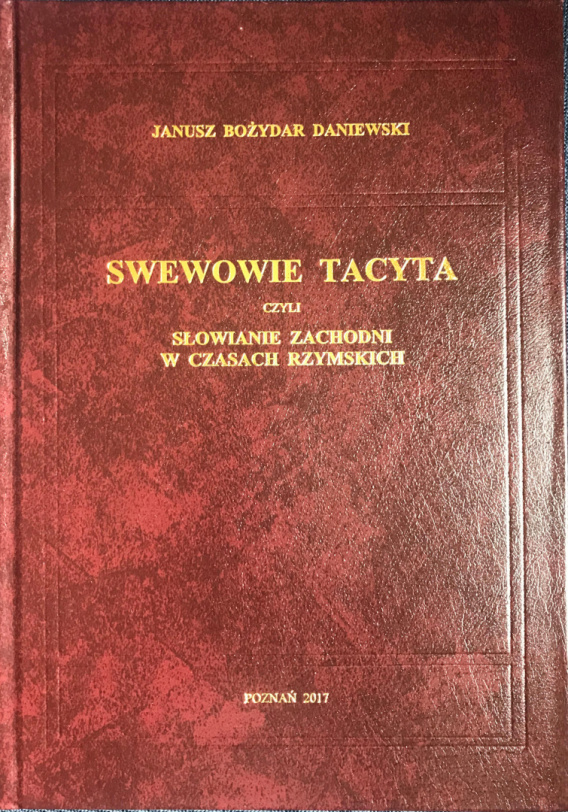 JANUSZ BOŻYDAR DANIEWSKI
SWEWOWIE TACYTA
CZYLI
SŁOWIANIE ZACHODNI
W CZASACH RZYMSKICH
POZNAŃ 2017